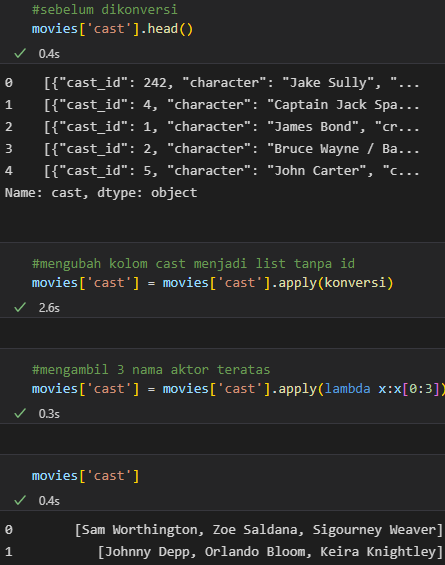 #sebelum dikonversi
movies['cast'].head()
0.4s
0    [{"cast_id": 242, "character": "Jake Sully", "...
1    [{"cast_id": 4, "character": "Captain Jack Spa...
2    [{"cast_id": 1, "character": "James Bond", "cr...
3    [{"cast_id": 2, "character": "Bruce Wayne / Ba...
4    [{"cast_id": 5, "character": "John Carter", "c...
Name: cast, dtype: object
#mengubah kolom cast menjadi list tanpa id
movies['cast'] = movies['cast'].apply(konversi)
2.6s
#mengambil 3 nama aktor teratas
movies['cast'] = movies['cast'].apply(lambda x:x[0:3])
0.3s
movies['cast']
0.4s
0        [Sam Worthington, Zoe Saldana, Sigourney Weaver]
1           [Johnny Depp, Orlando Bloom, Keira Knightley]